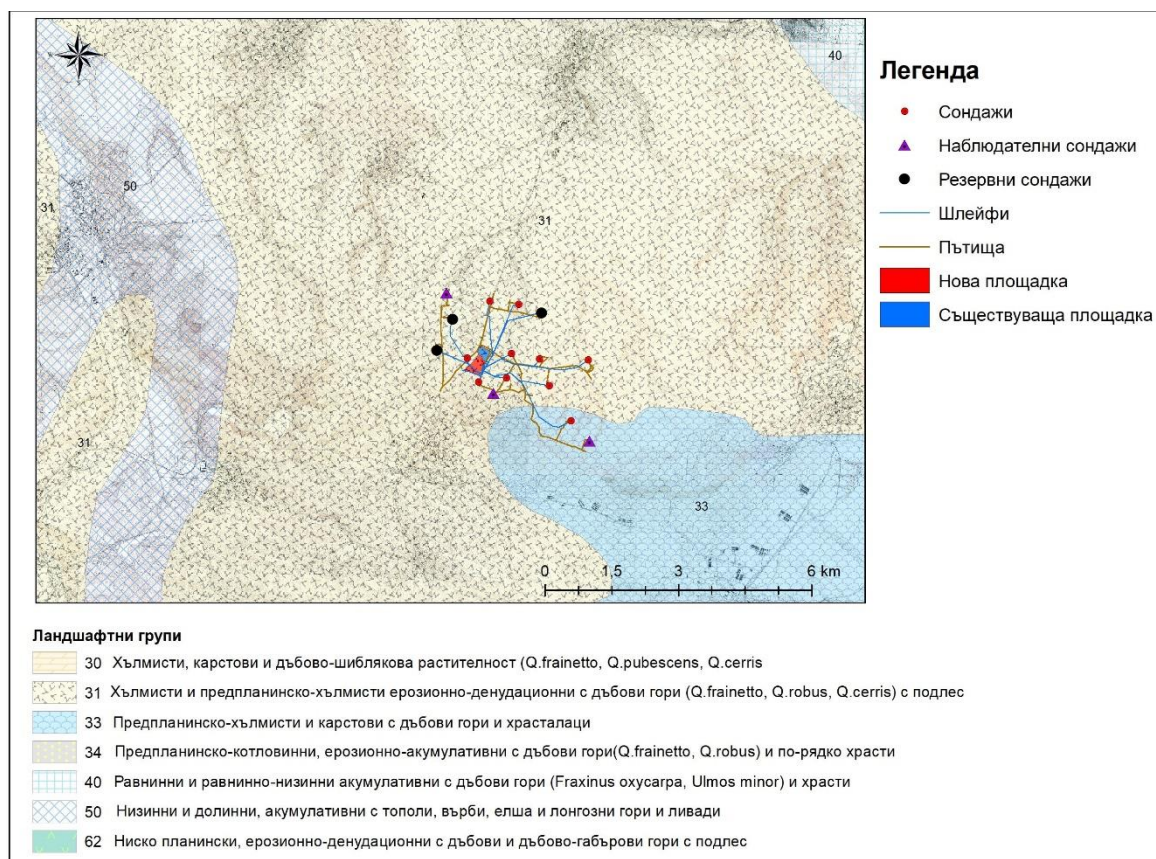 40
Легенда
Сондажи
Наблюдателни сондажи
50
Резервни сондажи
31
31
Шлейфи
Пътища
Нова площадка
Съществуваща площадка
31
33
0 1,5 3 6 km
Ландшафтни групи
30 Хълмисти, карстови и дъбово-шиблякова растителност (Q.frainetto, Q.pubescens, Q.cerris
31 Хълмисти и предпланинско-хълмисти ерозионно-денудационни с дъбови гори (Q.frainetto, Q.robus, Q.cerris) с подлес
33 Предпланинско-хълмисти и карстови с дъбови гори и храсталаци
34 Предпланинско-котловинни, ерозионно-акумулативни с дъбови гори(Q.frainetto, Q.robus) и по-рядко храсти
40 Равнинни и равнинно-низинни акумулативни с дъбови гори (Fraxinus oxycarpa, Ulmos minor) и храсти
50 Низинни и долинни, акумулативни с тополи, върби, елша и лонгозни гори и ливади
62 Ниско планински, ерозионно-денудационни с дъбови и дъбово-габърови гори с подлес